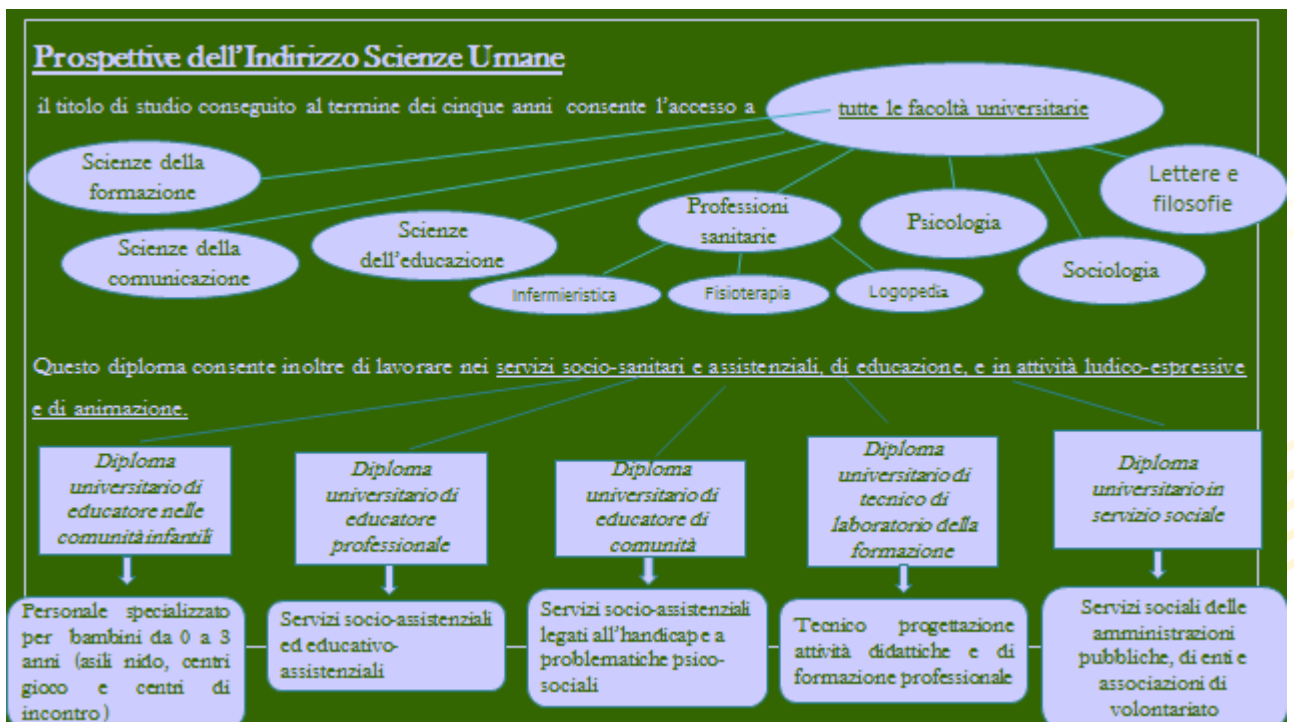 Prospettive dell'Indirizzo Scienze Umane
il titolo di studio conseguito al termine dei cinque anni consente l'accesso a
tutte le facoltà universitarie
Scienze della
formazione
Scienze della
comunicazione
Scienze
dell'educazione
Professioni
sanitarie
Infermieristica
Fisioterapia
Logopedia
Psicologia
Sociologia
Lettere e
filosofie
Questo diploma consente inoltre di lavorare nei servizi socio-sanitari e assistenziali, di educazione, e in attività ludico-espressive
e di animazione.
Diploma
universitario di
educatore nelle
comunità infantili
Diploma
universitario di
educatore
professionale
Diploma
universitario di
educatore di
comunità
Diploma
universitario di
tecnico di
laboratorio della
formazione
Diploma
universitario in
servizio sociale
Personale specializzato
per bambini da 0 a 3
anni (asili nido, centri
gioco e centri di
incontro)
Servizi socio-assistenziali
ed educativo-
assistenziali
Servizi socio-assistenziali
legati all'handicap e a
problematiche psico-
sociali
Tecnico progettazione
attività didattiche e di
formazione professionale
Servizi sociali delle
amministrazioni
pubbliche, di enti e
associazioni di
volontariato